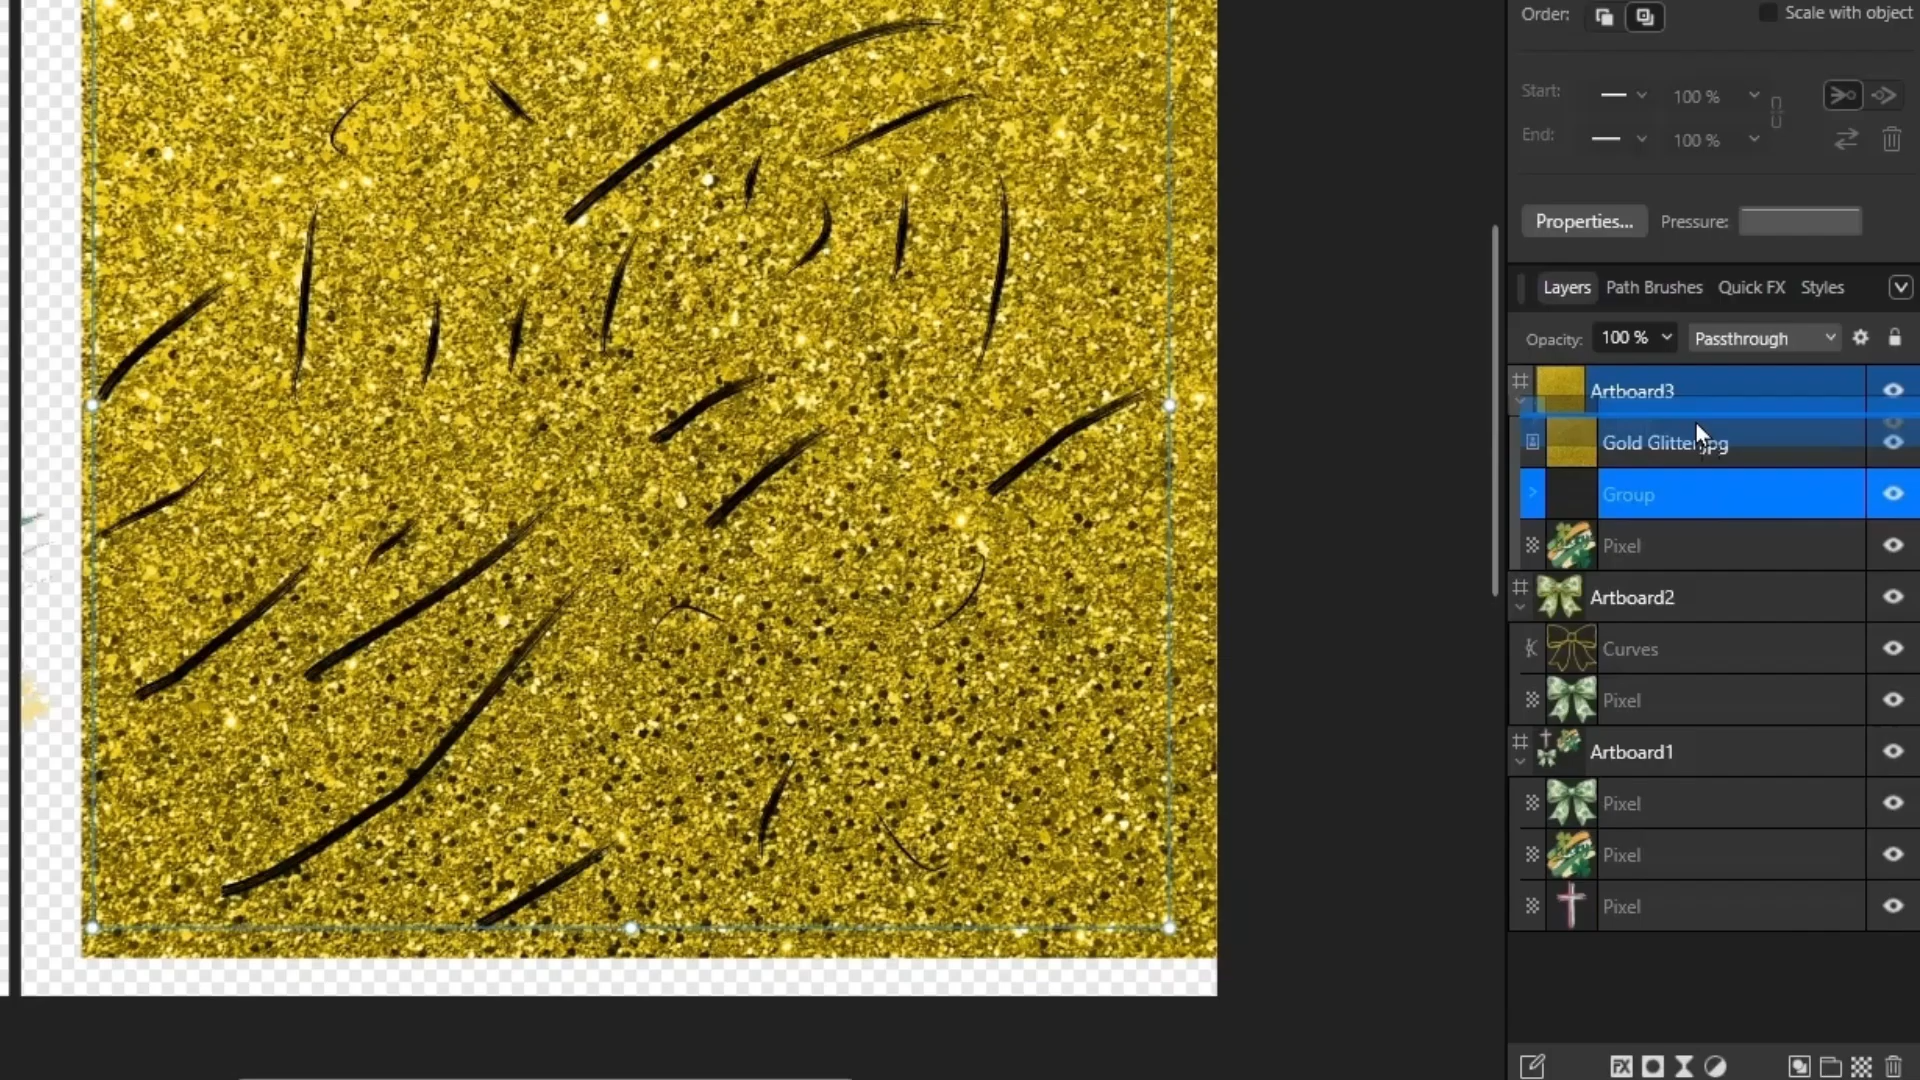 Order:
Scale with object
Start:
100 %
End:
100 %
Properties...
Pressure:
Layers
Path Brushes
Quick FX
Styles
Opacity:
100 %
Passthrough
Artboard3
Gold Glitter.jpg
Group
Pixel
Artboard2
Curves
Pixel
Artboard1
Pixel
Pixel
Pixel
FX